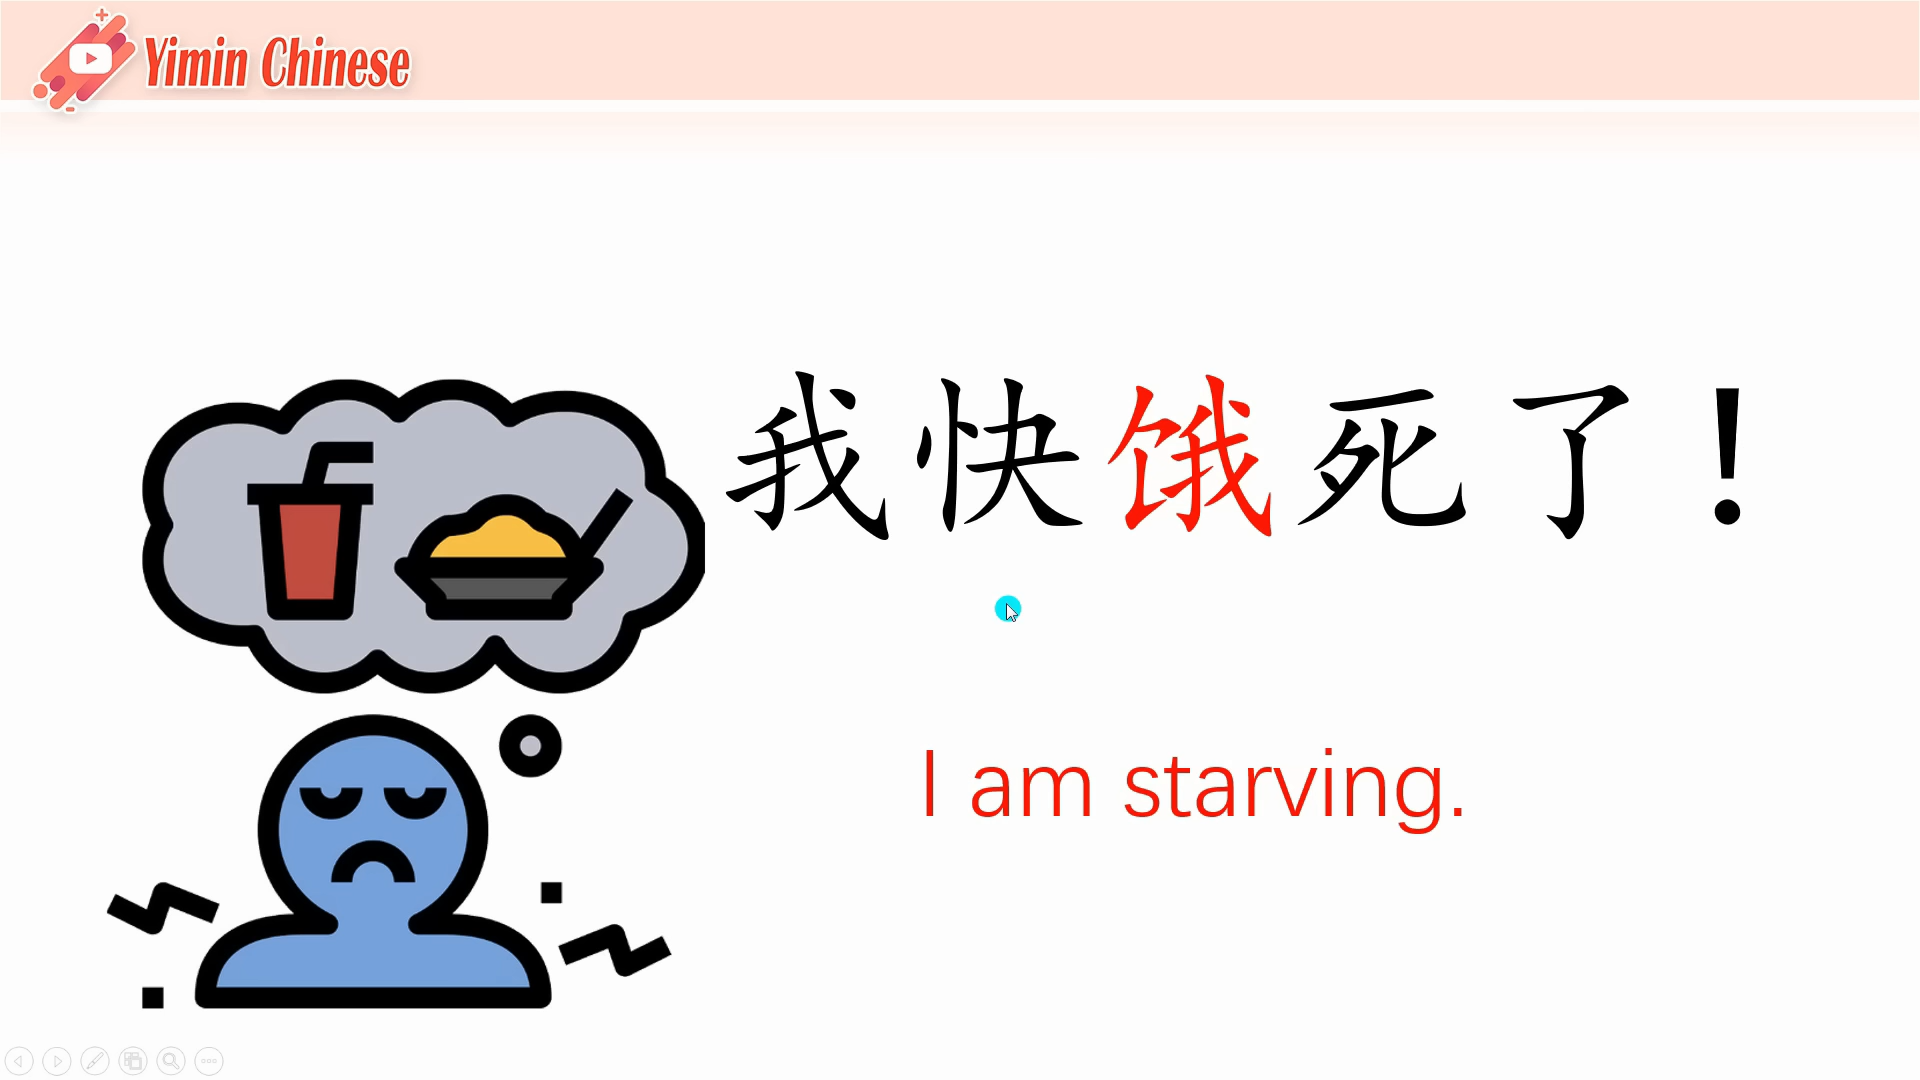 Yimin Chinese
我快饿死了！
I am starving.